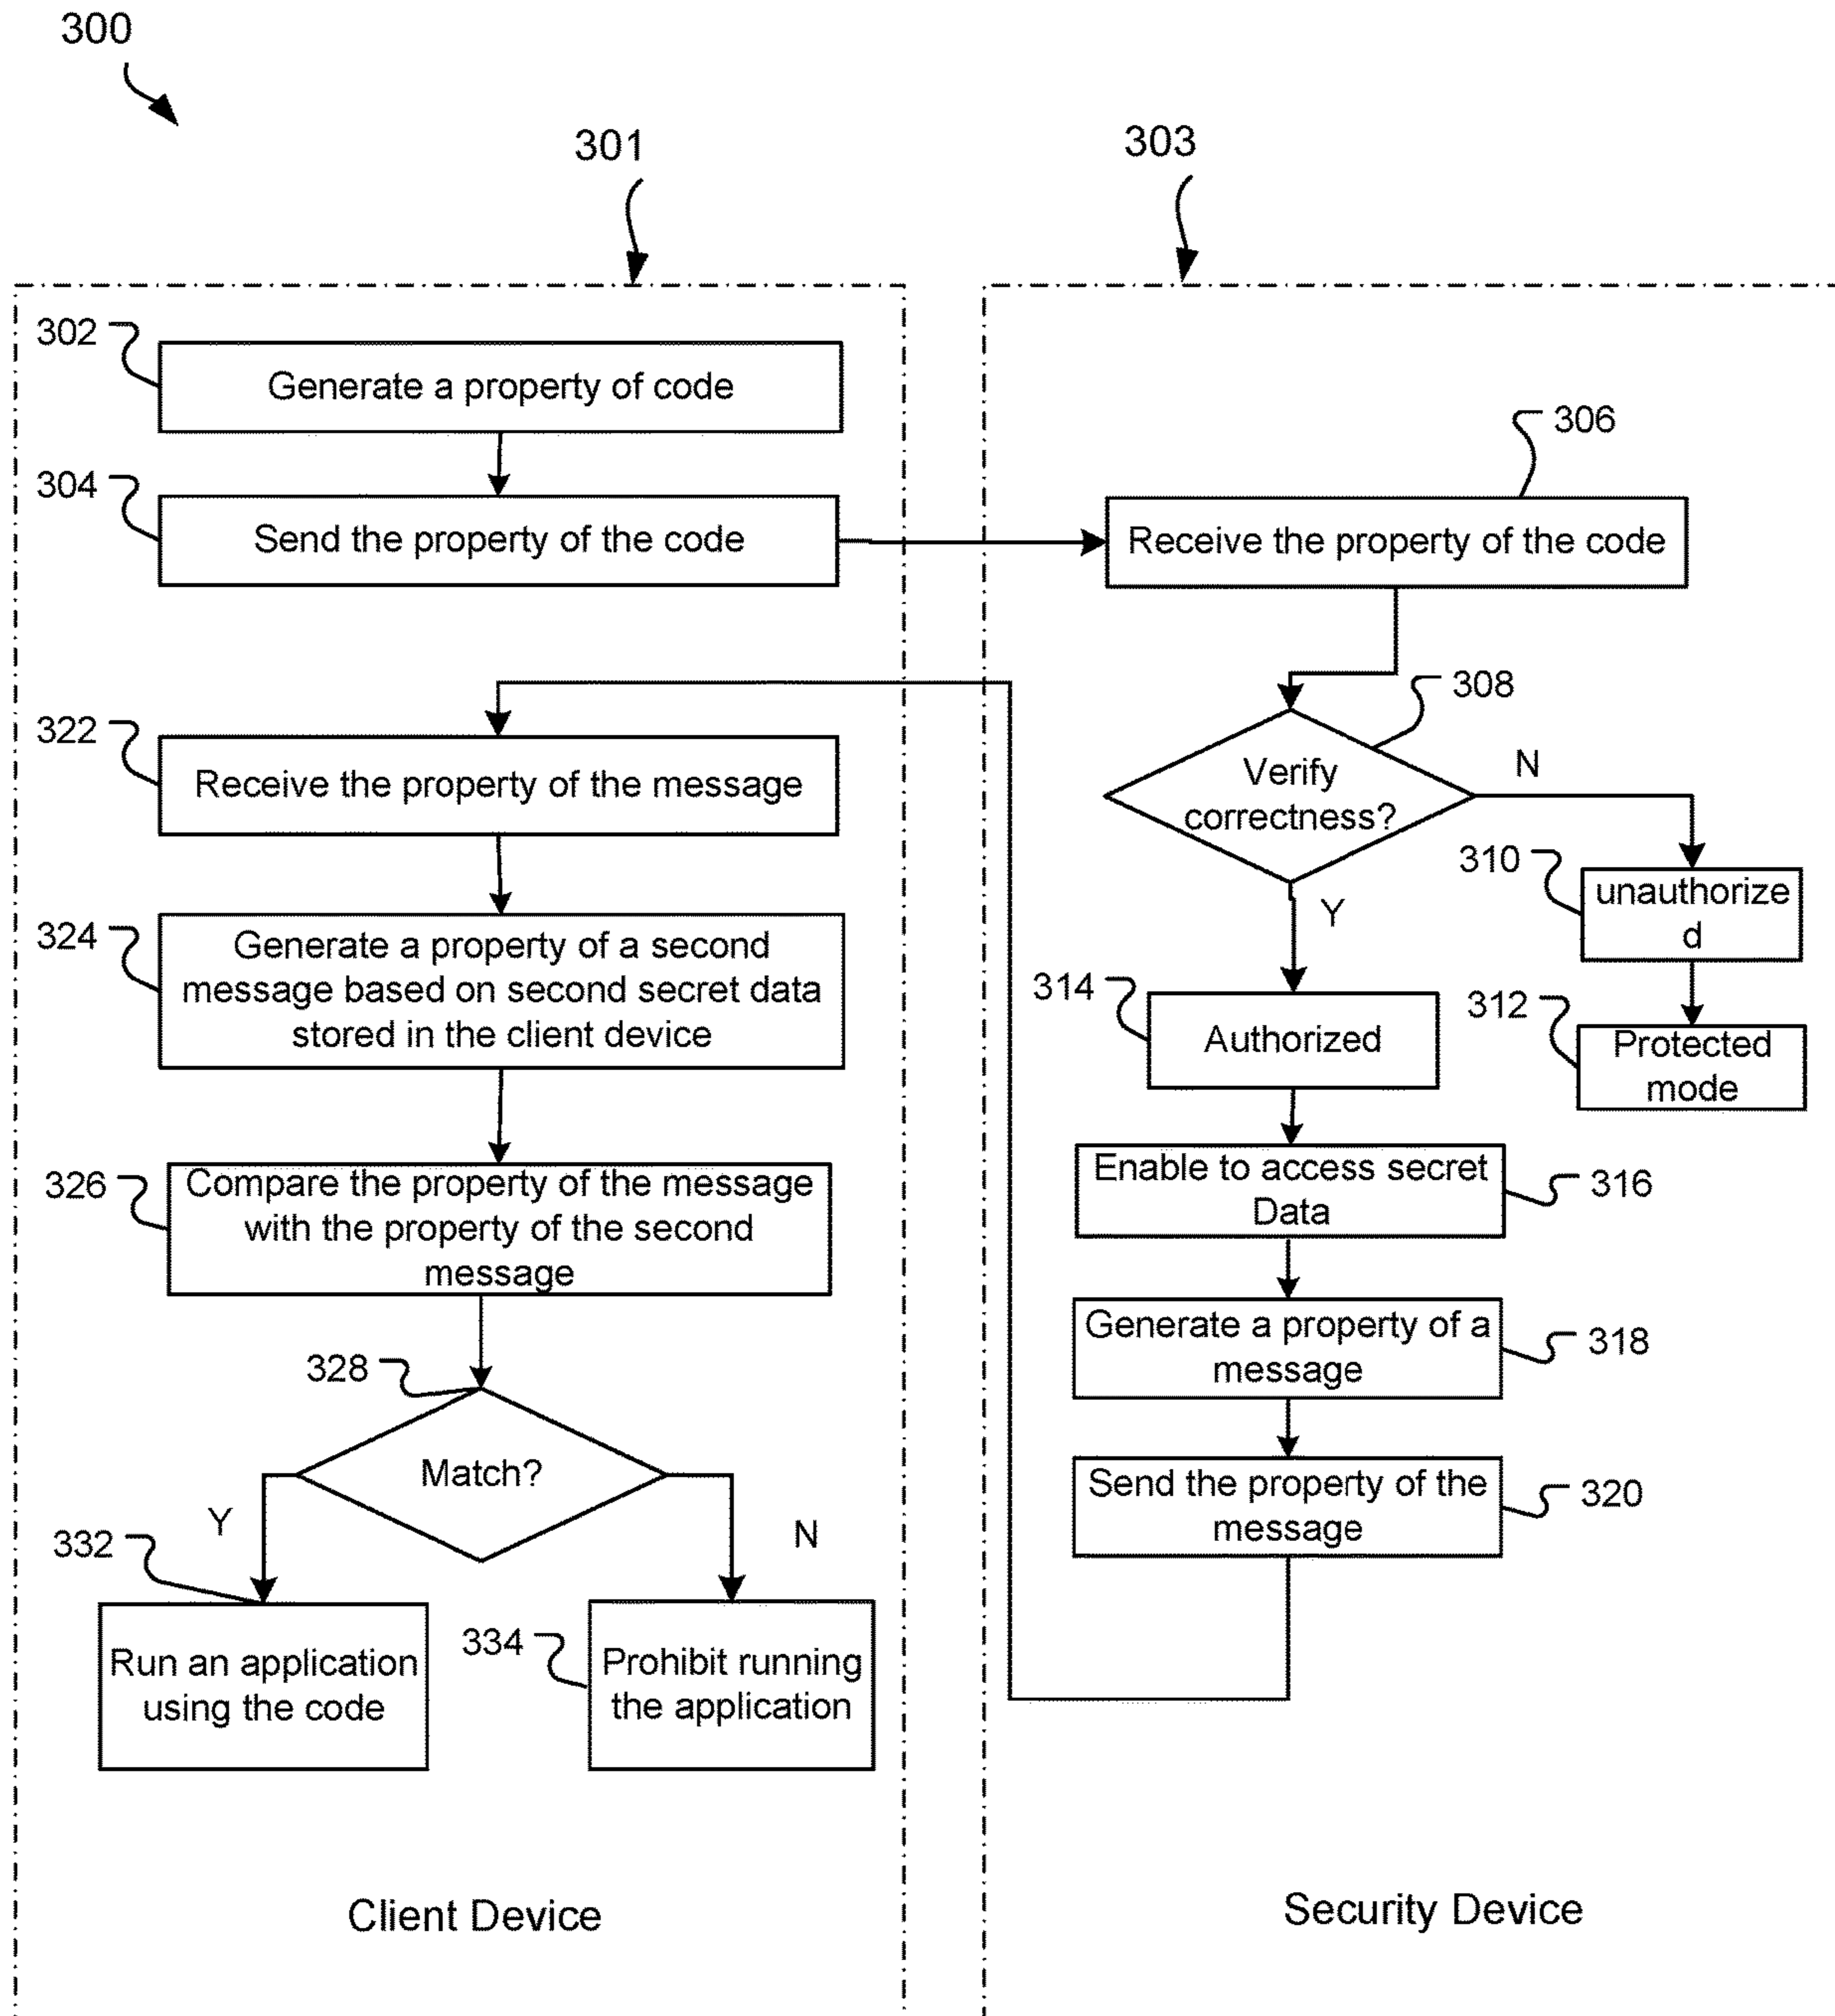 300
301
303
302
Generate a property of code
304
Send the property of the code
306
Receive the property of the code
308
Verify
correctness?
N
Y
310
unauthorize
d
312
Protected
mode
314
Authorized
316
Enable to access secret
Data
318
Generate a property of a
message
320
Send the property of the
message
322
Receive the property of the message
324
Generate a property of a second
message based on second secret data
stored in the client device
326
Compare the property of the message
with the property of the second
message
328
Match?
Y
N
332
Run an application
using the code
334
Prohibit running
the application
Client Device
Security Device